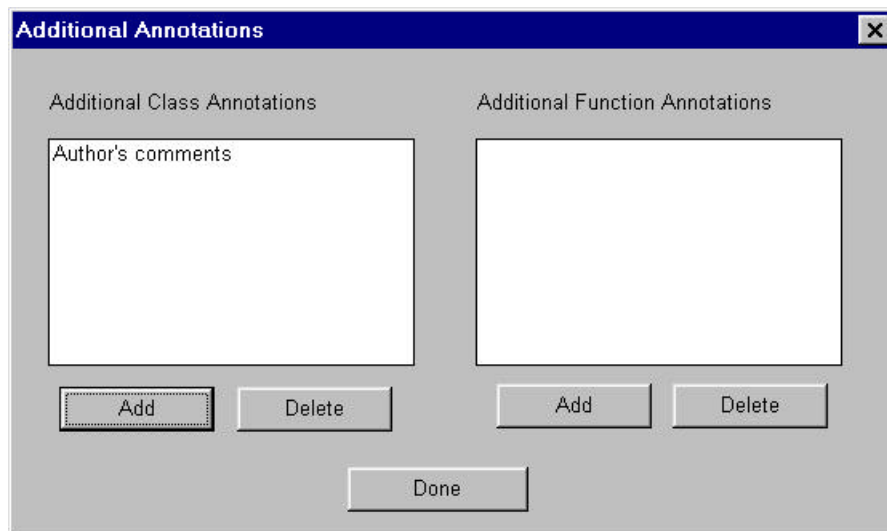 Additional Annotations
Additional Class Annotations
Author's comments
Add
Delete
Additional Function Annotations
Add
Delete
Done